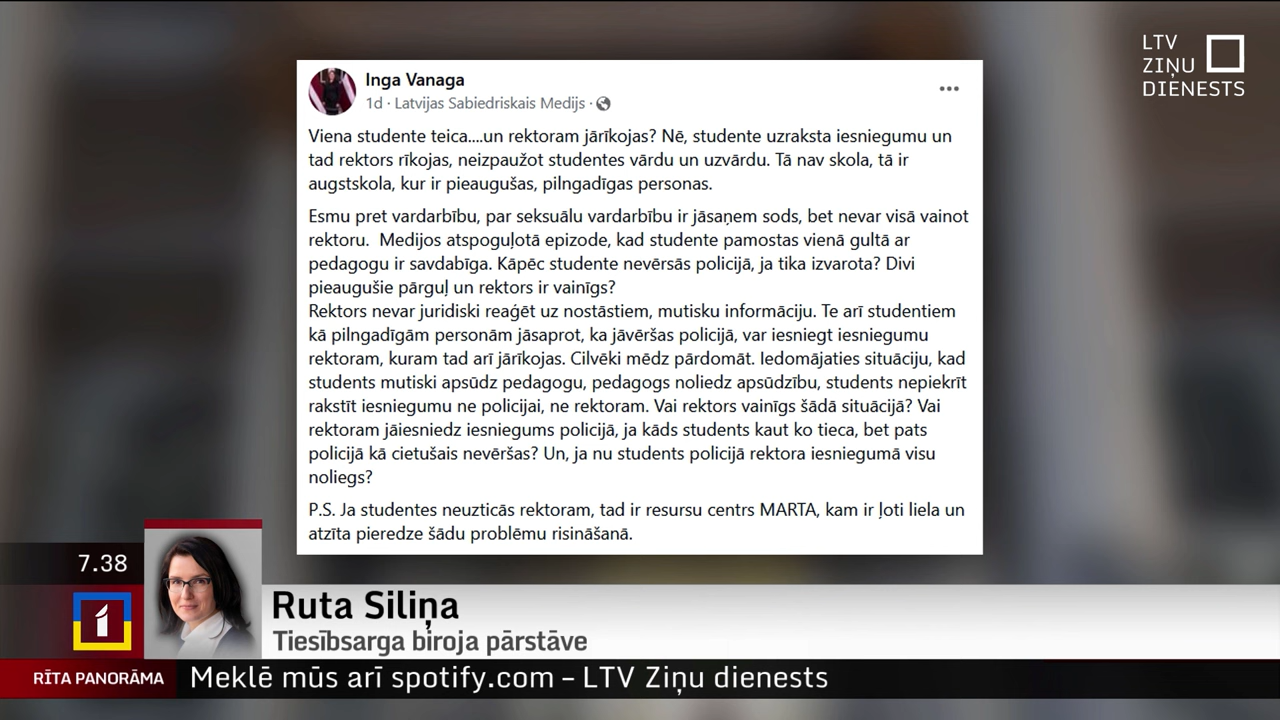 LTV
ZIŅU
DIENESTS
Inga Vanaga
1d · Latvijas Sabiedriskais Medijs ·
Viena studente teica....un rektoram jārīkojas? Nē, studente uzraksta iesniegumu un
tad rektors rīkojas, neizpaužot studentes vārdu un uzvārdu. Tā nav skola, tā ir
augstskola, kur ir pieaugušas, pilngadīgas personas.
Esmu pret vardarbību, par seksuālu vardarbību ir jāsaņem sods, bet nevar visā vainot
rektoru.  Medijos atspoguļotā epizode, kad studente pamostas vienā gultā ar
pedagogu ir savdabīga. Kāpēc studente nevērsās policijā, ja tika izvarota? Divi
pieaugušie pārguļ un rektors ir vainīgs?
Rektors nevar juridiski reaģēt uz nostāstiem, mutisku informāciju. Te arī studentiem
kā pilngadīgām personām jāsaprot, ka jāvēršas policijā, var iesniegt iesniegumu
rektoram, kuram tad arī jārīkojas. Cilvēki mēdz pārdomāt. Iedomājaties situāciju, kad
students mutiski apsūdz pedagogu, pedagogs noliedz apsūdzību, students nepiekrīt
rakstīt iesniegumu ne policijai, ne rektoram. Vai rektors vainīgs šādā situācijā? Vai
rektoram jāiesniedz iesniegums policijā, ja kāds students kaut ko tieca, bet pats
policijā kā cietušais nevēršas? Un, ja nu students policijā rektora iesniegumā visu
noliegs?
P.S. Ja studentes neuzticās rektoram, tad ir resursu centrs MARTA, kam ir ļoti liela un
atzīta pieredze šādu problēmu risināšanā.
7.38
1
Ruta Siliņa
Tiesībsarga biroja pārstāve
RĪTA PANORĀMA
Meklē mūs arī spotify.com – LTV Ziņu dienests